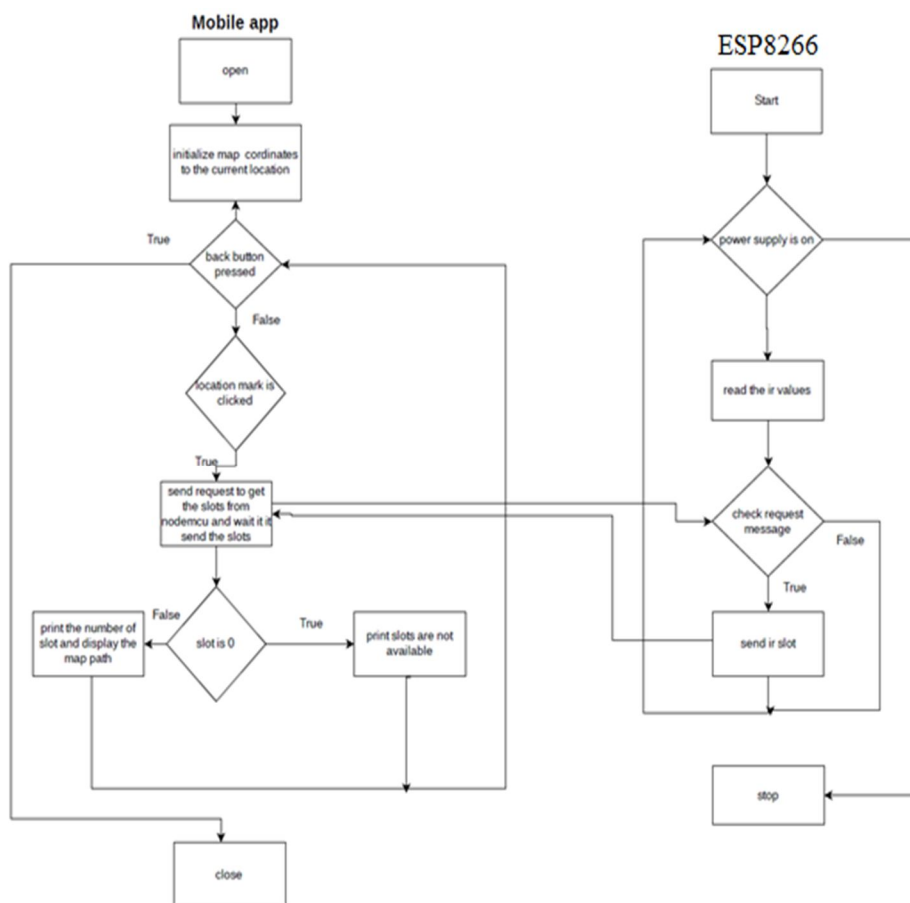 Mobile app
open
initialize map cordinates
to the current location
True
back button
pressed
False
location mark is
clicked
True
send request to get
the slots from
nodemcu and wait it it
send the slots
False
slot is 0
True
print the number of
slot and display the
map path
print slots are not
available
close
ESP8266
Start
power supply is on
read the ir values
check request
message
False
True
send ir slot
stop